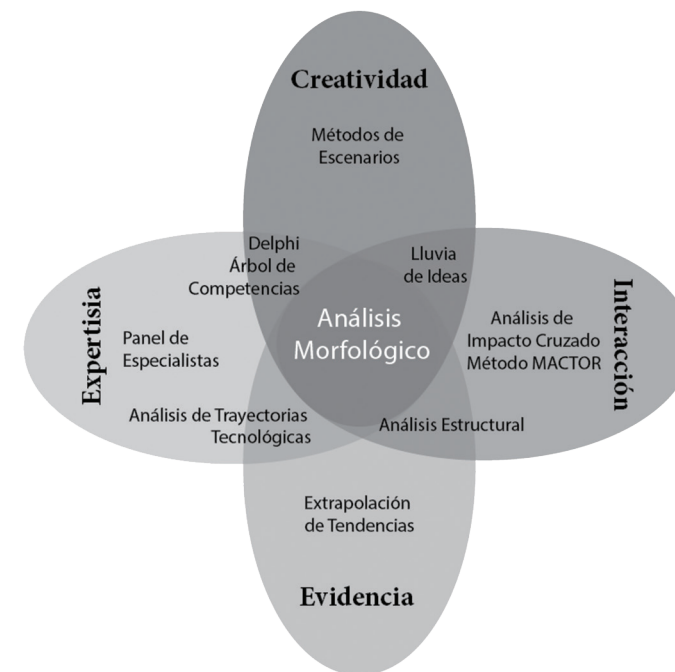 Creatividad
Métodos de
Escenarios
Delphi
Árbol de
Competencias
Lluvia
de Ideas
Expertisia
Panel de
Especialistas
Análisis
Morfológico
Análisis de
Impacto Cruzado
Método MACTOR
Interacción
Análisis de Trayectorias
Tecnológicas
Análisis Estructural
Extrapolación
de Tendencias
Evidencia